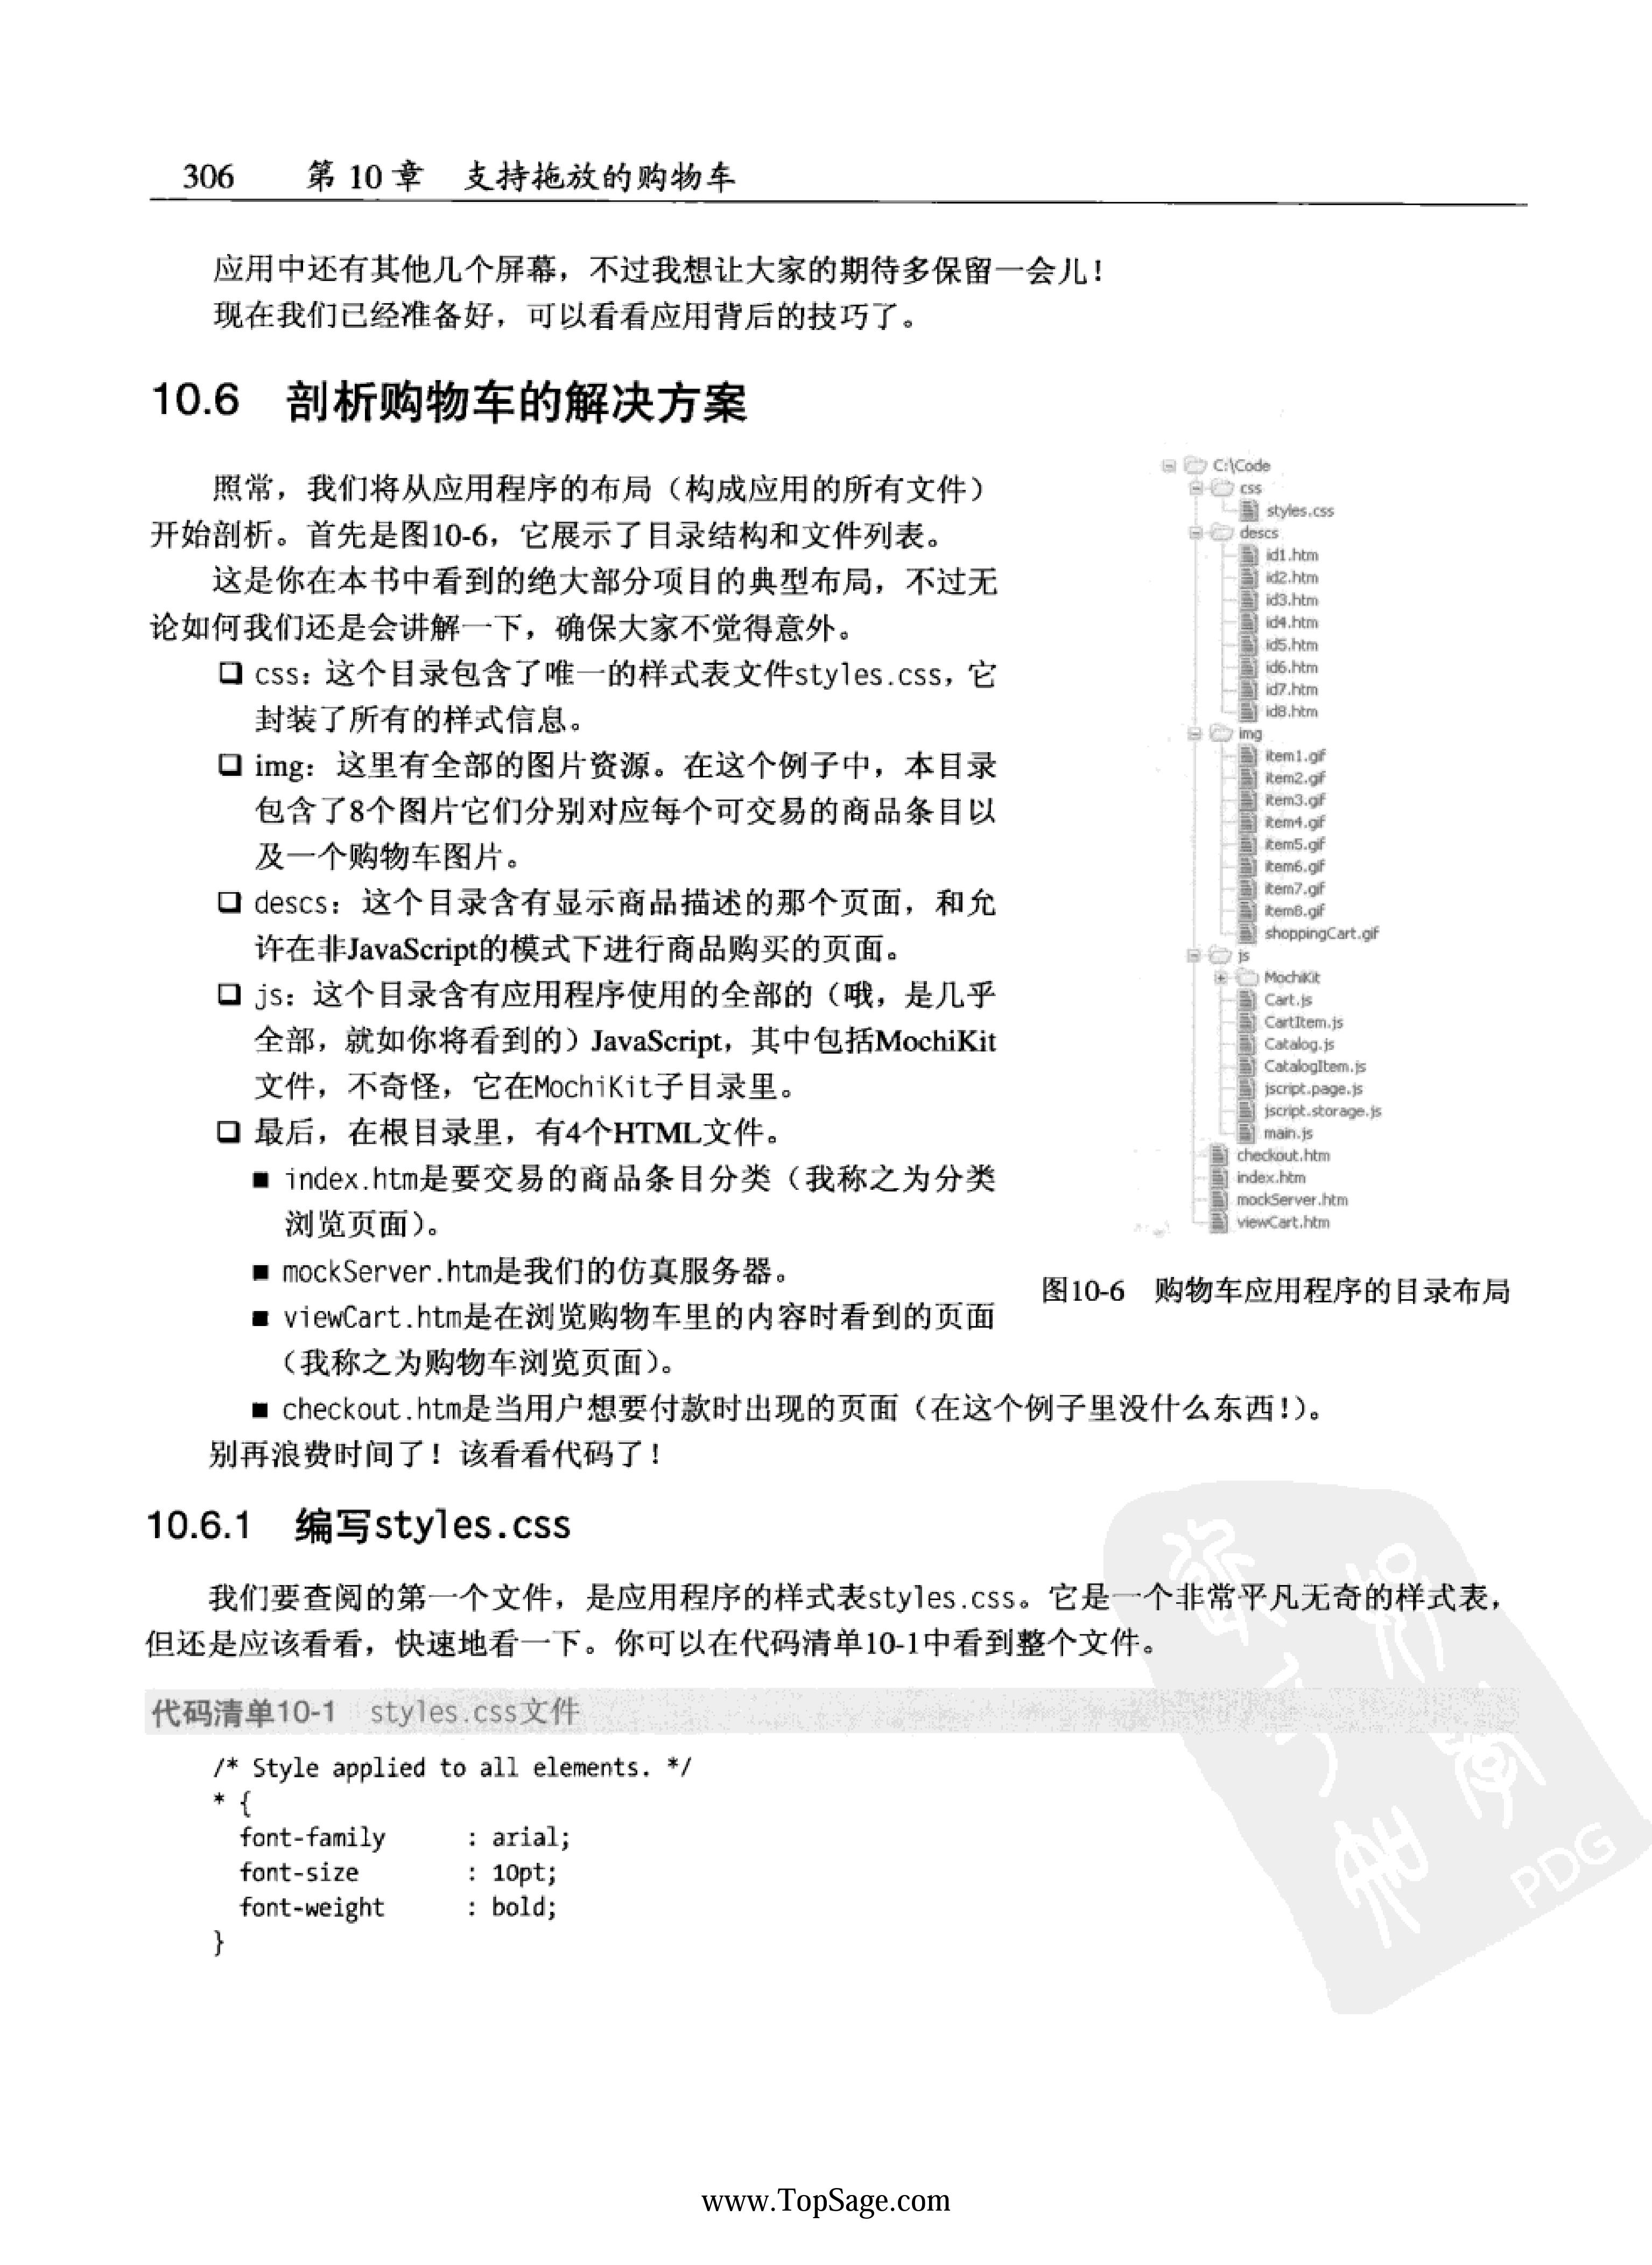 306 第 10 章 支持拖放的购物车
应用中还有其他几个屏幕，不过我想让大家的期待多保留一会儿！
现在我们已经准备好，可以看看应用背后的技巧了。
10.6 剖析购物车的解决方案
照常，我们将从应用程序的布局（构成应用的所有文件）
开始剖析。首先是图10-6，它展示了目录结构和文件列表。
这是你在本书中看到的绝大部分项目的典型布局，不过无
论如何我们还是会讲解一下，确保大家不觉得意外。
❑ css：这个目录包含了唯一的样式表文件styles.css，它
封装了所有的样式信息。
❑ img：这里有全部的图片资源。在这个例子中，本目录
包含了8个图片它们分别对应每个可交易的商品条目以
及一个购物车图片。
❑ descs：这个目录含有显示商品描述的那个页面，和允
许在非JavaScript的模式下进行商品购买的页面。
❑ js：这个目录含有应用程序使用的全部的（哦，是几乎
全部，就如你将看到的）JavaScript，其中包括MochiKit
文件，不奇怪，它在MochiKit子目录里。
❑ 最后，在根目录里，有4个HTML文件。
■ index.htm是要交易的商品条目分类（我称之为分类
浏览页面）。
■ mockServer.htm是我们的仿真服务器。
■ viewCart.htm是在浏览购物车里的内容时看到的页面
（我称之为购物车浏览页面）。
■ checkout.htm是当用户想要付款时出现的页面（在这个例子里没什么东西！）。
C:\Code
css
styles.css
descs
id1.htm
id2.htm
id3.htm
id4.htm
id5.htm
id6.htm
id7.htm
id8.htm
img
item1.gif
item2.gif
item3.gif
item4.gif
item5.gif
item6.gif
item7.gif
item8.gif
shoppingCart.gif
js
MochiKit
Cart.js
CartItem.js
Catalog.js
CatalogItem.js
jscript.page.js
jscript.storage.js
main.js
checkout.htm
index.htm
mockServer.htm
viewCart.htm
图10-6 购物车应用程序的目录布局
别再浪费时间了！该看看代码了！
10.6.1 编写styles.css
我们要查阅的第一个文件，是应用程序的样式表styles.css。它是一个非常平凡无奇的样式表，
但还是应该看看，快速地看一下。你可以在代码清单10-1中看到整个文件。
代码清单10-1 styles.css文件
/* Style applied to all elements. */
* {
font-family : arial;
font-size : 10pt;
font-weight : bold;
}
PDG
www.TopSage.com